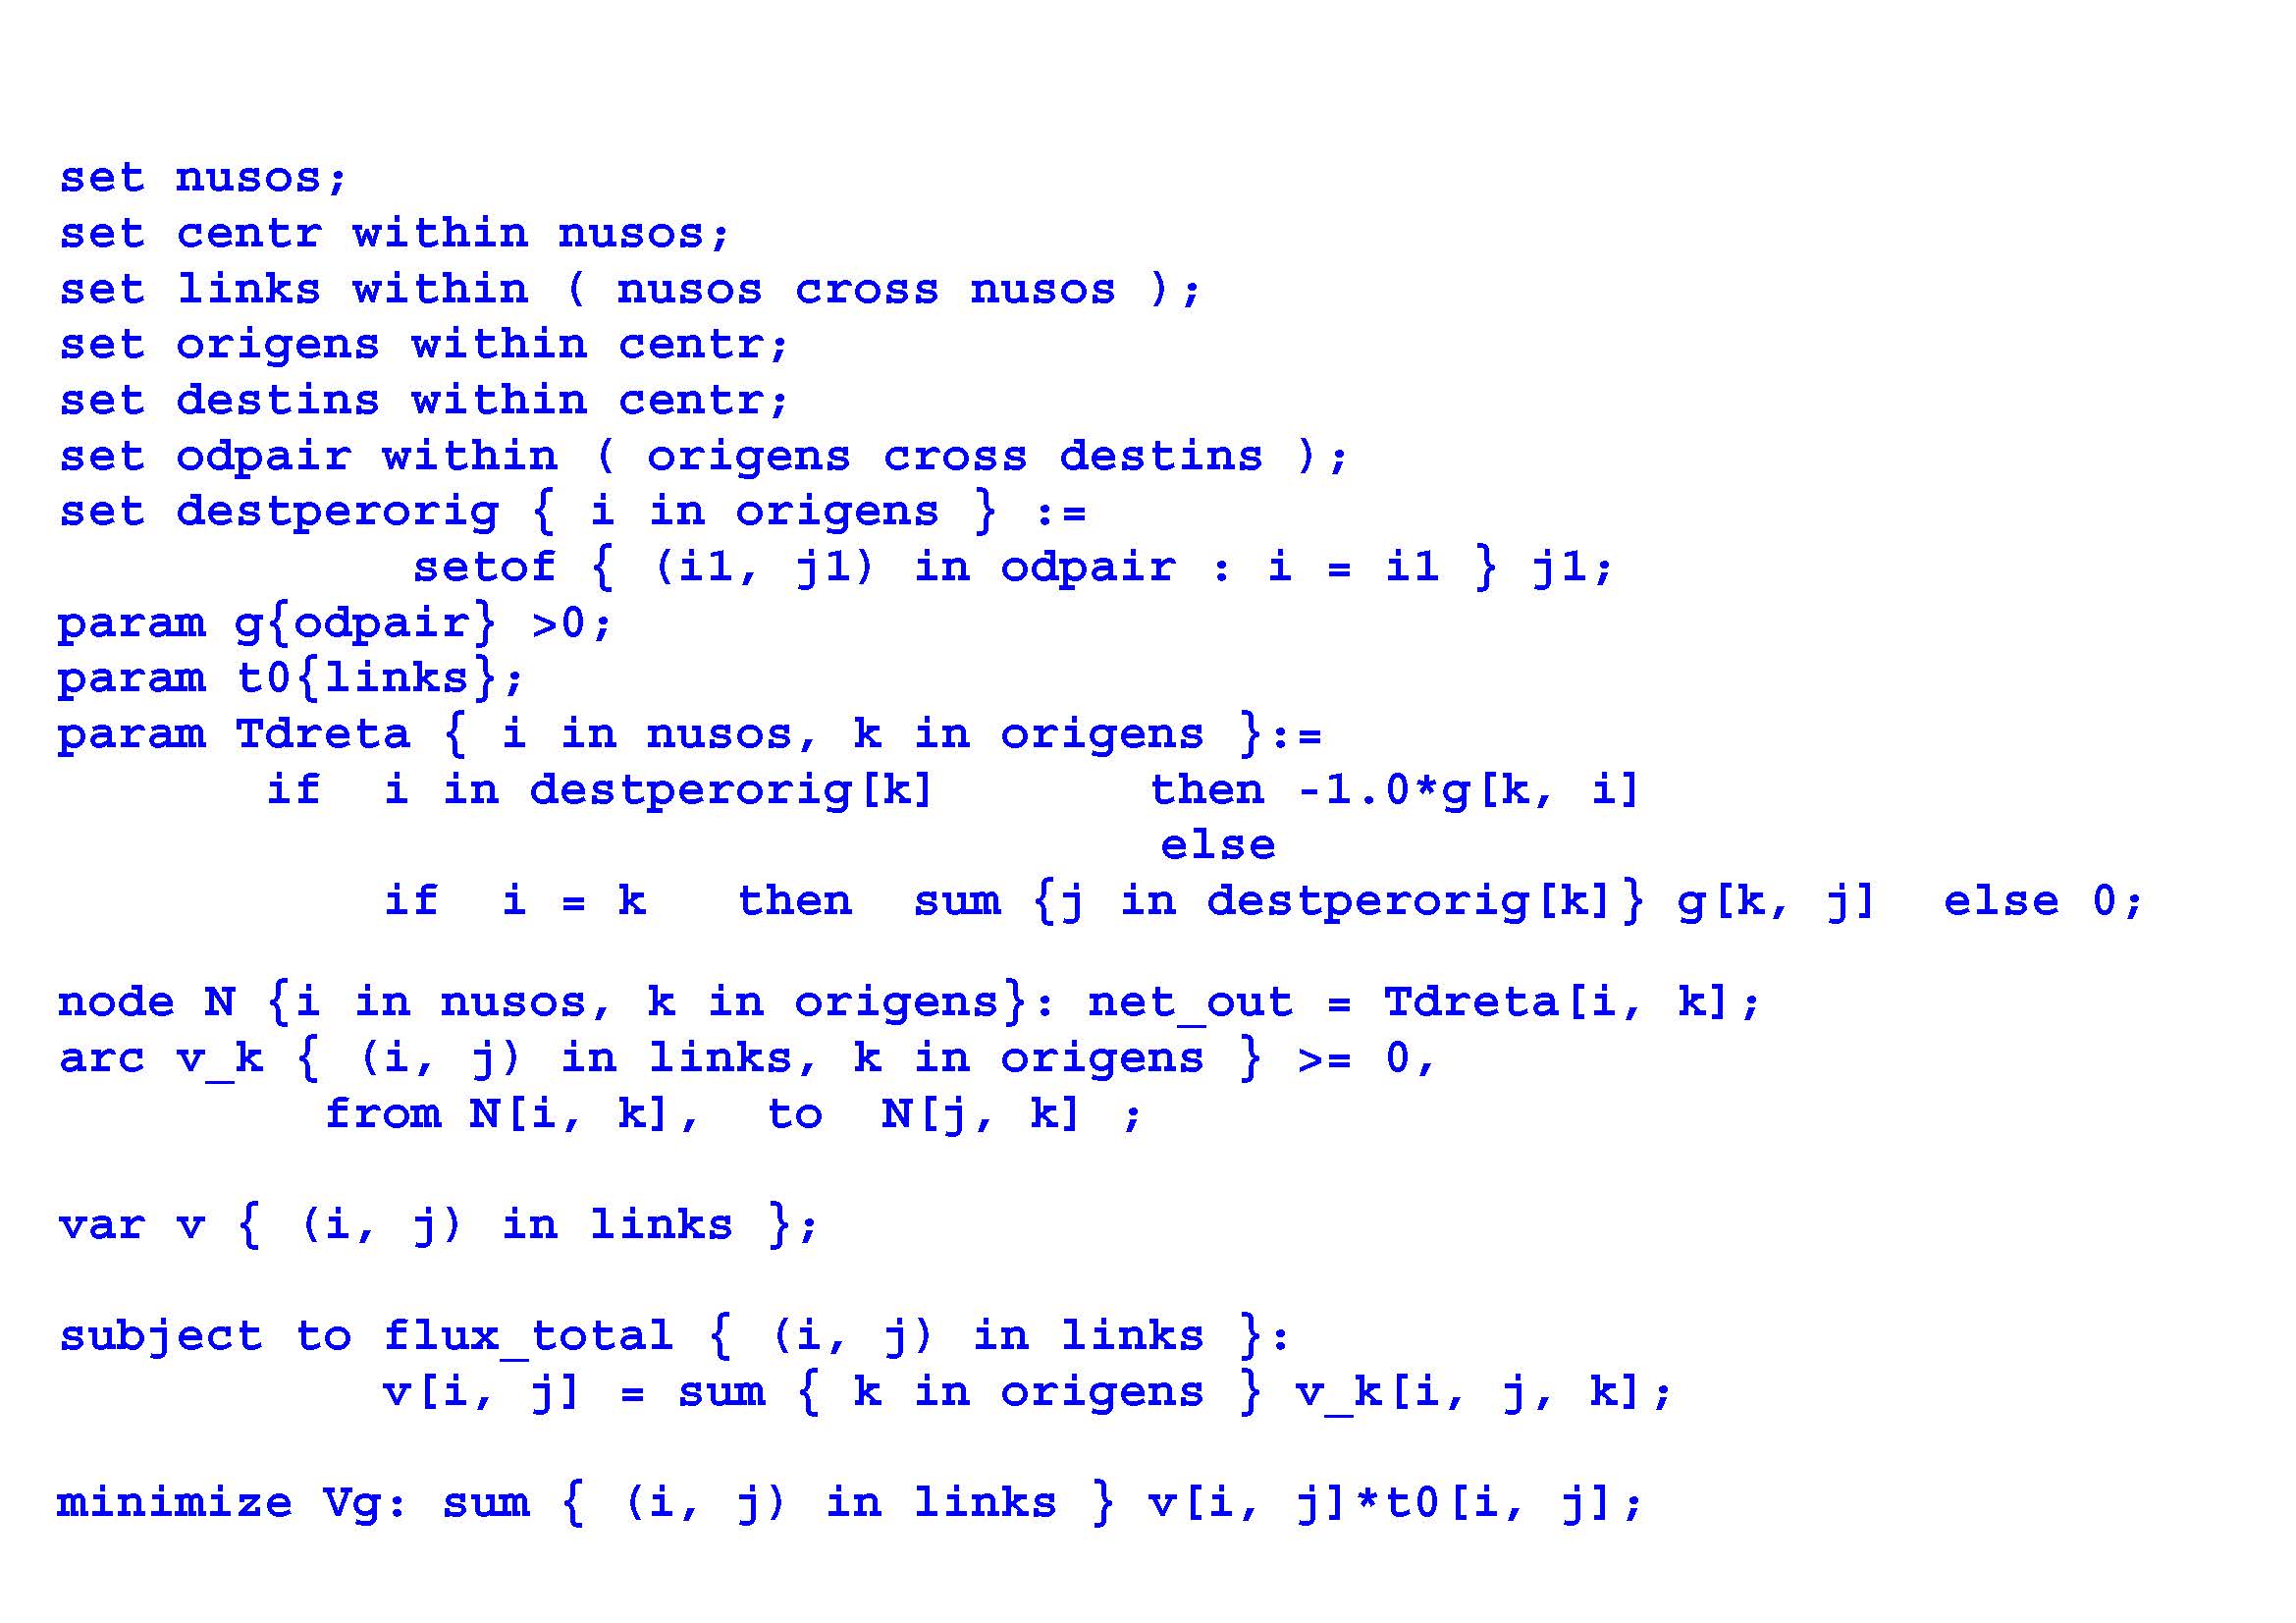 set nusos;
set centr within nusos;
set links within ( nusos cross nusos );
set origens within centr;
set destins within centr;
set odpair within ( origens cross destins );
set destperorig { i in origens } :=
setof { (i1, j1) in odpair : i = i1 } j1;
param g{odpair} >0;
param t0{links};
param Tdreta { i in nusos, k in origens }:=
if i in destperorig[k] then -1.0*g[k, i]
else
if i = k then sum {j in destperorig[k]} g[k, j] else 0;
node N {i in nusos, k in origens}: net_out = Tdreta[i, k];
arc v_k { (i, j) in links, k in origens } >= 0,
from N[i, k], to N[j, k] ;
var v { (i, j) in links };
subject to flux_total { (i, j) in links }:
v[i, j] = sum { k in origens } v_k[i, j, k];
minimize Vg: sum { (i, j) in links } v[i, j]*t0[i, j];